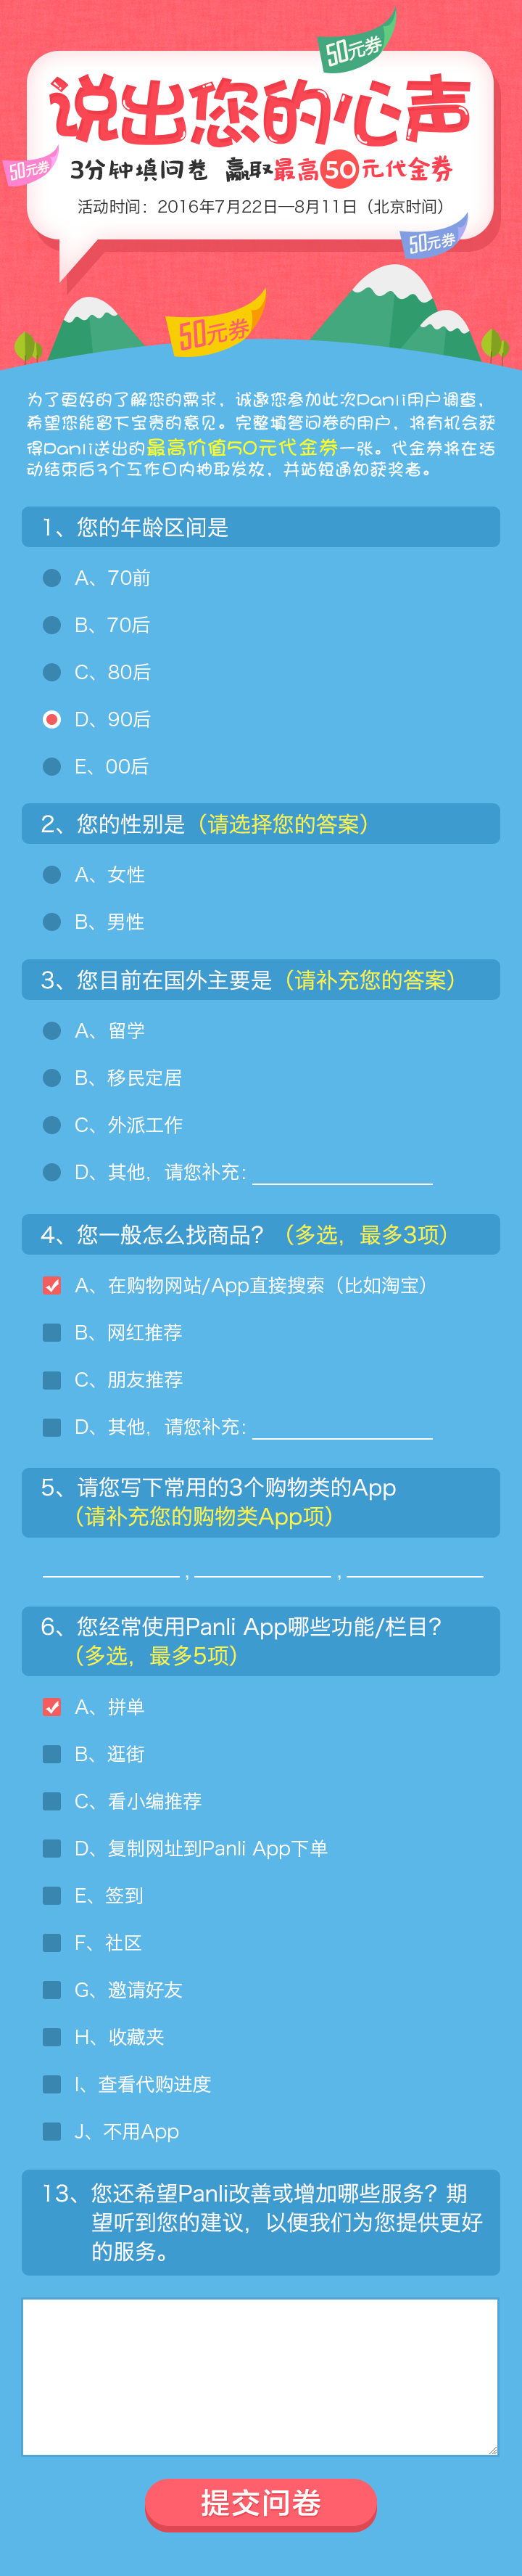 50元券
说出您的心声
50元券
3分钟填问卷 赢取最高50元代金券
活动时间：2016年7月22日—8月11日（北京时间）
50元券
50元券
为了更好的了解您的需求，诚邀您参加此次Panli用户调查，
希望您能留下宝贵的意见。完整填答问卷的用户，将有机会获
得Panli送出的最高价值50元代金券一张。代金券将在活
动结束后3个工作日内抽取发放，并站短通知获奖者。
1、您的年龄区间是
A、70前
B、70后
C、80后
D、90后
E、00后
2、您的性别是（请选择您的答案）
A、女性
B、男性
3、您目前在国外主要是（请补充您的答案）
A、留学
B、移民定居
C、外派工作
D、其他，请您补充：
4、您一般怎么找商品？（多选，最多3项）
A、在购物网站/App直接搜索（比如淘宝）
B、网红推荐
C、朋友推荐
D、其他，请您补充：
5、请您写下常用的3个购物类的App
（请补充您的购物类App项）
, ,
6、您经常使用Panli App哪些功能/栏目？
（多选，最多5项）
A、拼单
B、逛街
C、看小编推荐
D、复制网址到Panli App下单
E、签到
F、社区
G、邀请好友
H、收藏夹
I、查看代购进度
J、不用App
13、您还希望Panli改善或增加哪些服务？期
望听到您的建议，以便我们为您提供更好
的服务。
提交问卷